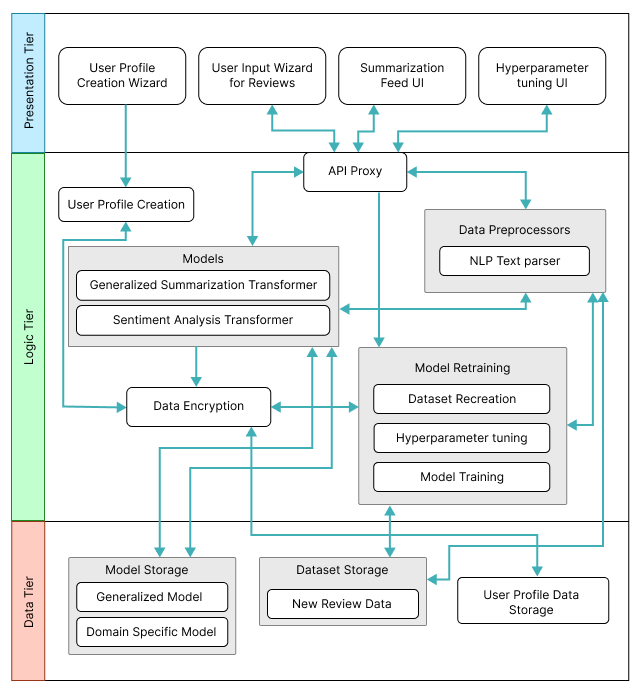 Presentation Tier
User Profile
Creation Wizard
User Input Wizard
for Reviews
Summarization
Feed UI
Hyperparameter
tuning UI
Logic Tier
API Proxy
User Profile Creation
Data Preprocessors
NLP Text parser
Models
Generalized Summarization Transformer
Sentiment Analysis Transformer
Model Retraining
Dataset Recreation
Hyperparameter tuning
Model Training
Data Encryption
Data Tier
Model Storage
Generalized Model
Domain Specific Model
Dataset Storage
New Review Data
User Profile Data
Storage